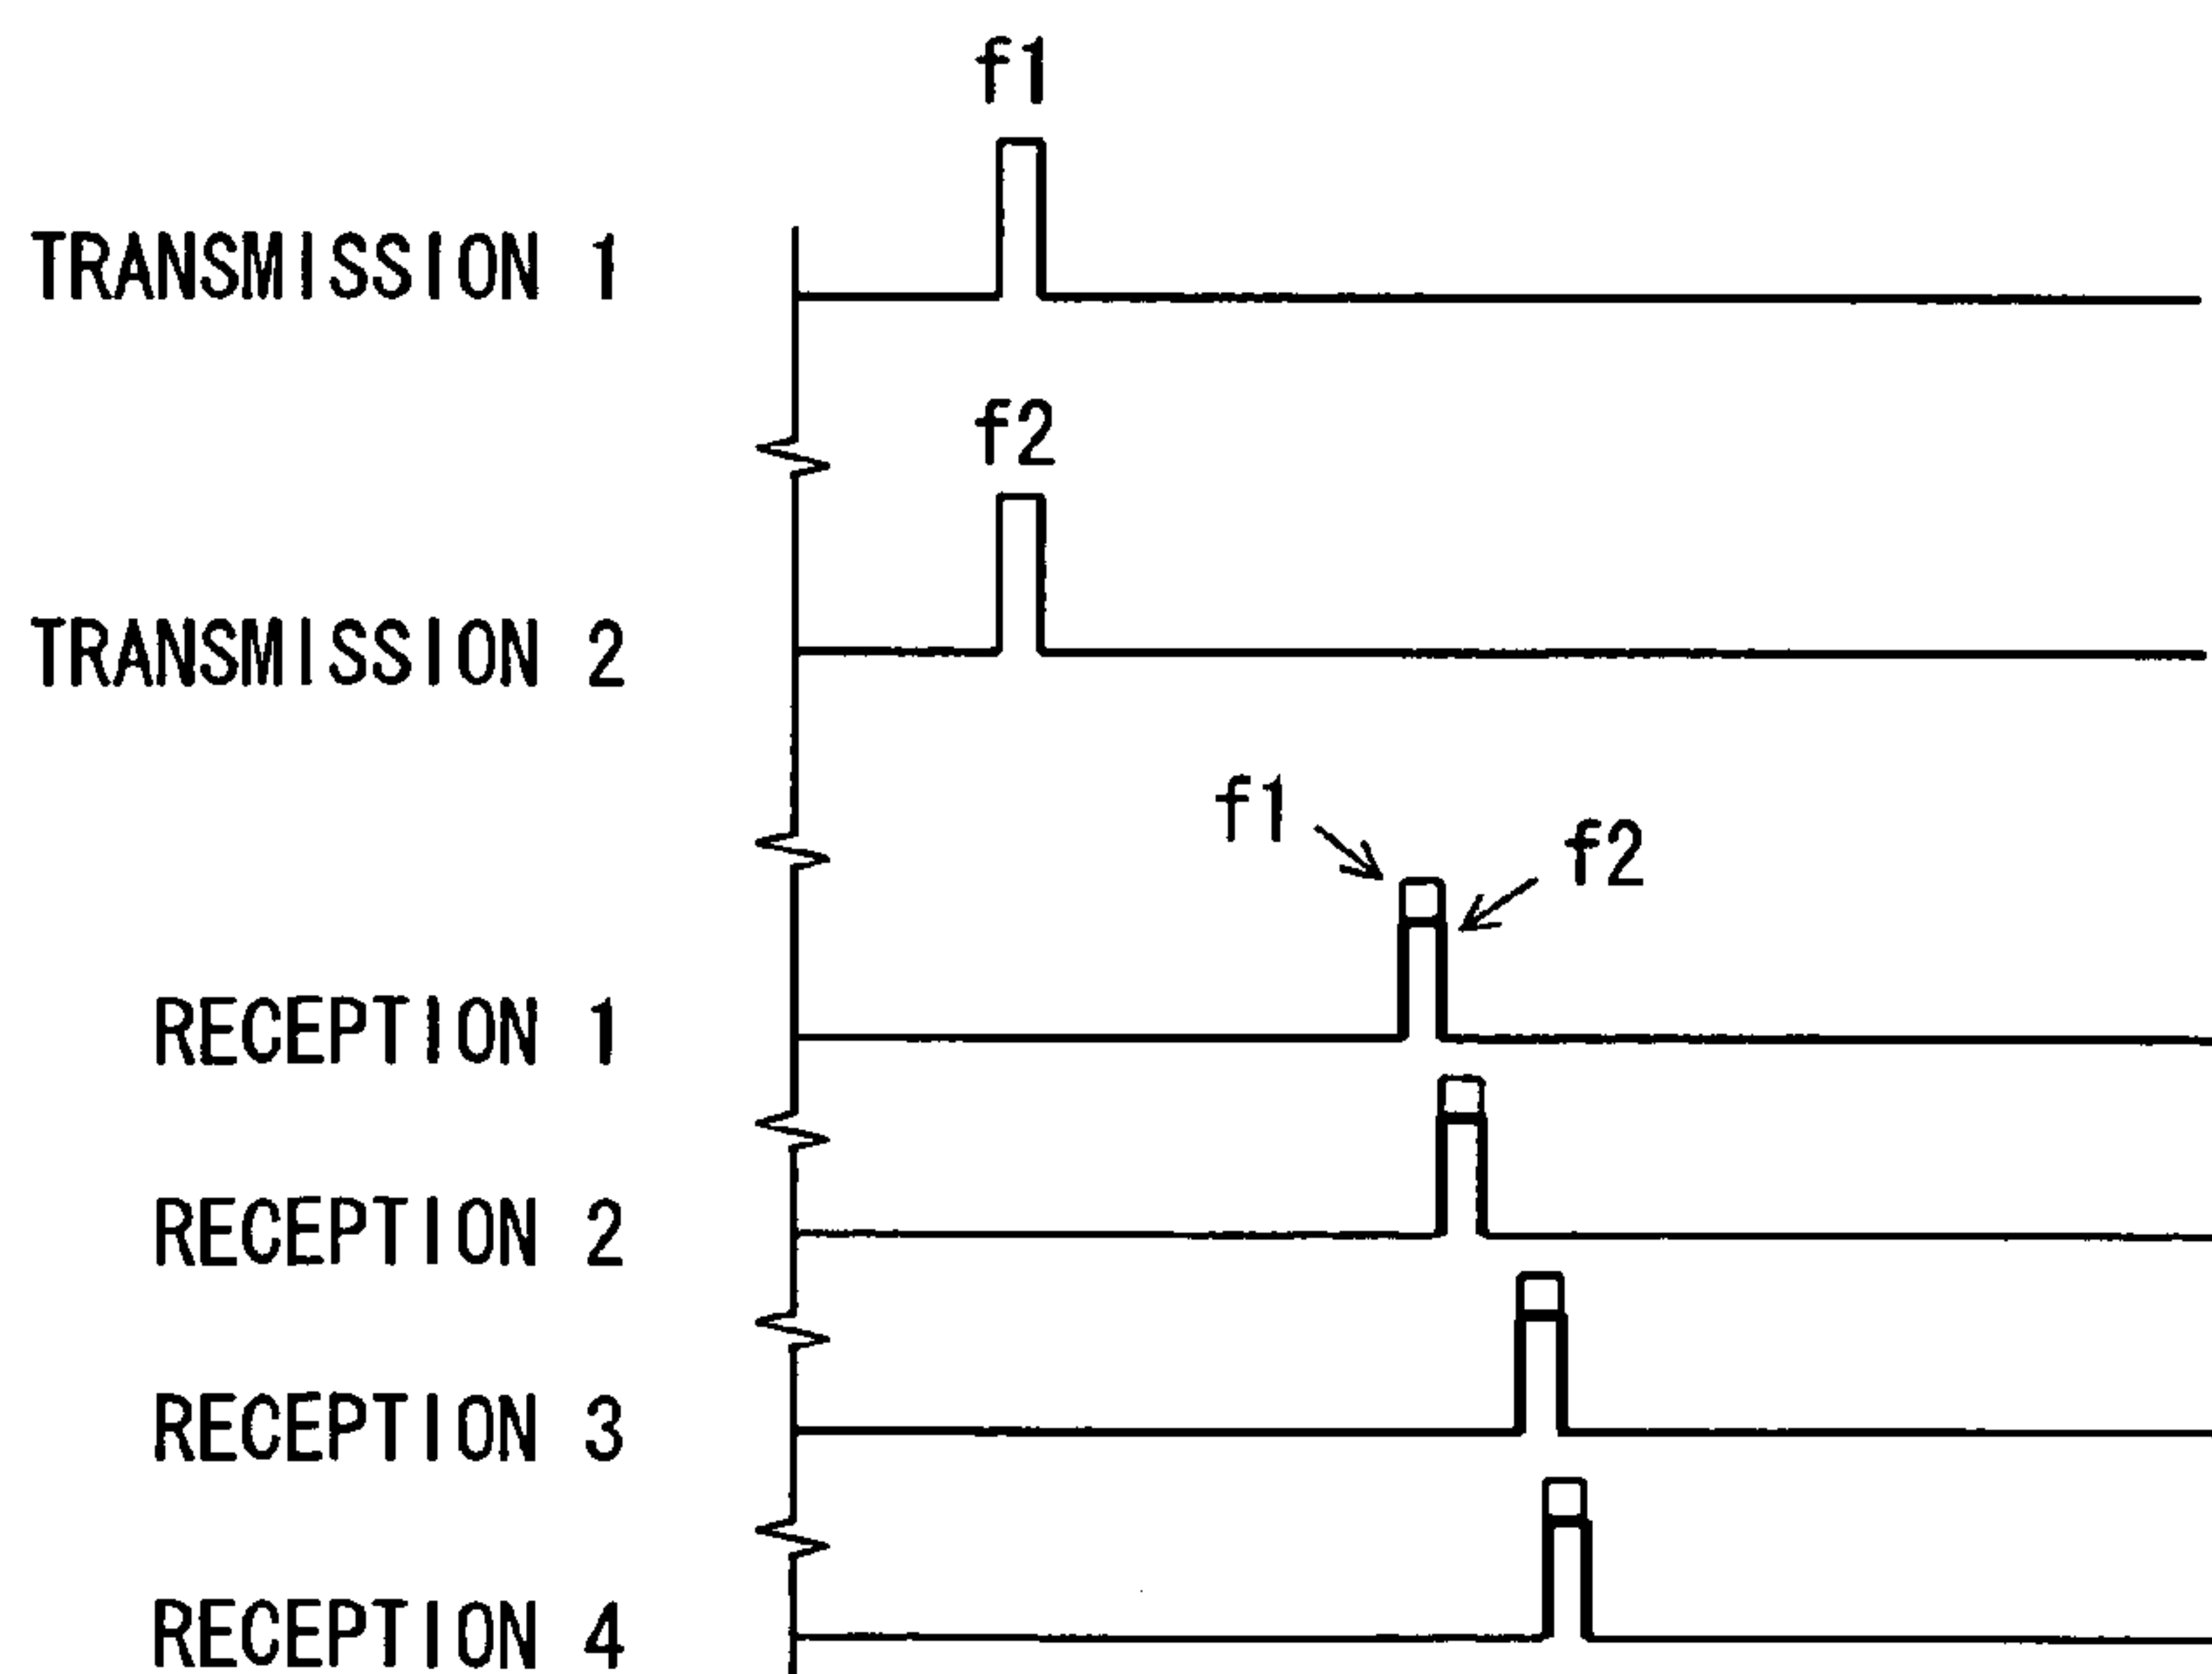 f1
TRANSMISSION 1
f2
TRANSMISSION 2
f1
f2
RECEPTION 1
RECEPTION 2
RECEPTION 3
RECEPTION 4